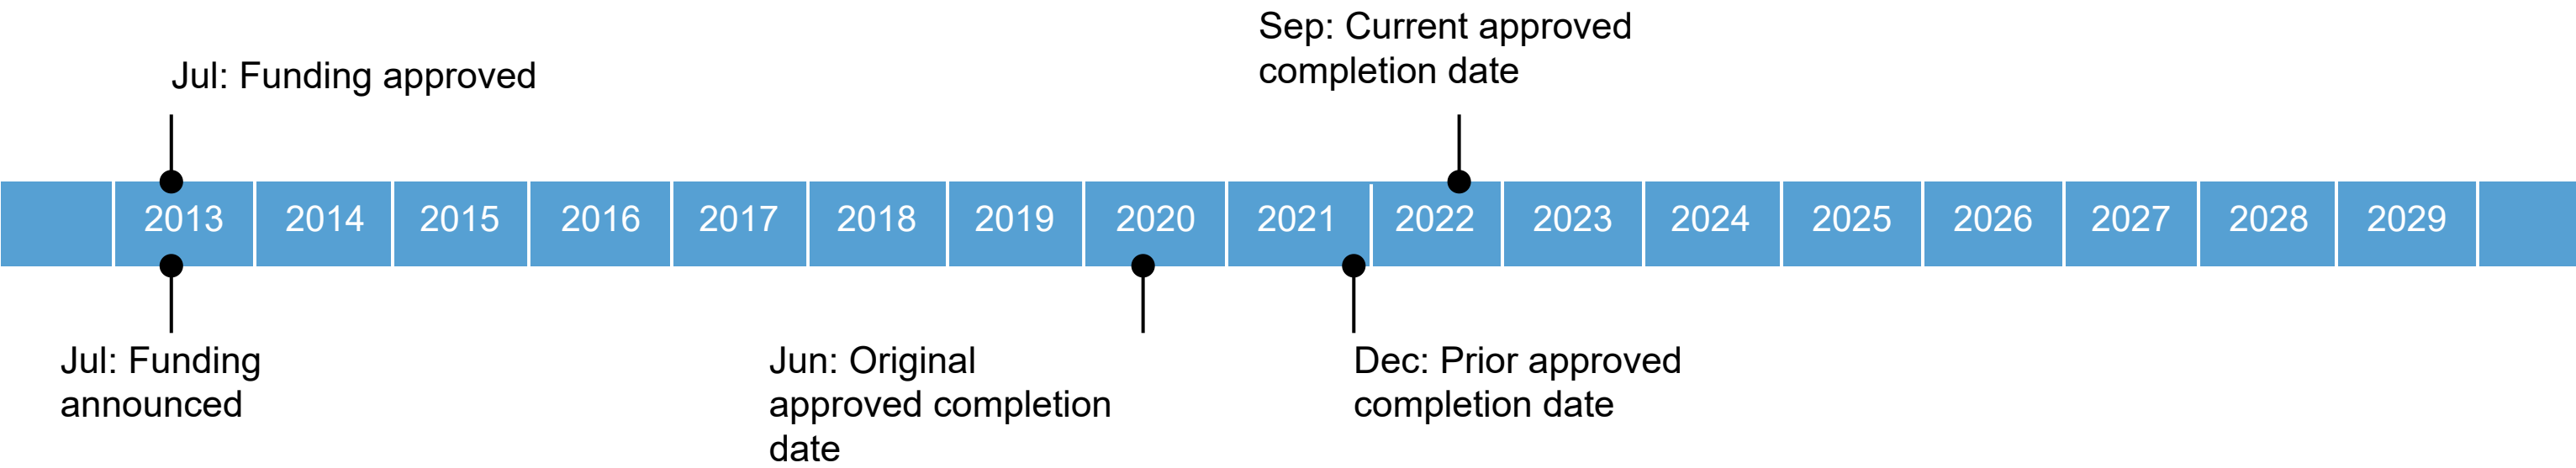 Sep: Current approved
completion date
Jul: Funding approved
2013 2014 2015 2016 2017 2018 2019 2020 2021 2022 2023 2024 2025 2026 2027 2028 2029
Jul: Funding
announced
Jun: Original
approved completion
date
Dec: Prior approved
completion date